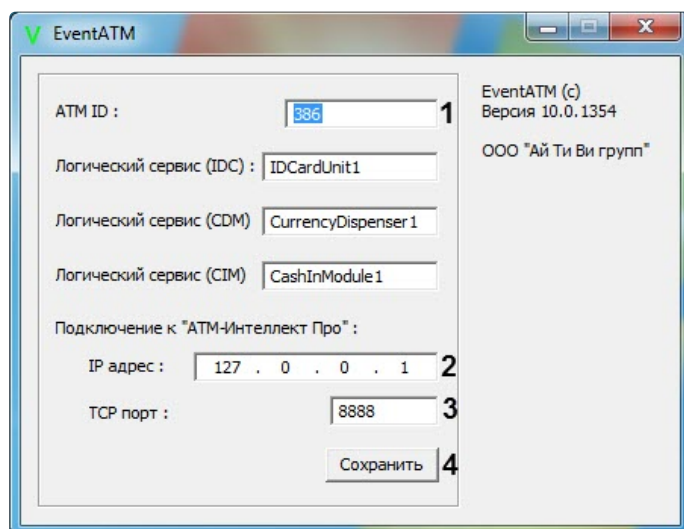 EventATM
ATM ID : 386 1
EventATM (c)
Версия 10.0.1354
ООО "Ай Ти Ви групп"
Логический сервис (IDC) : IDCardUnit1
Логический сервис (CDM) CurrencyDispenser1
Логический сервис (CIM) CashInModule1
Подключение к "АТМ-Интеллект Про" :
IP адрес : 127 . 0 . 0 . 1 2
TCP порт : 8888 3
Сохранить 4